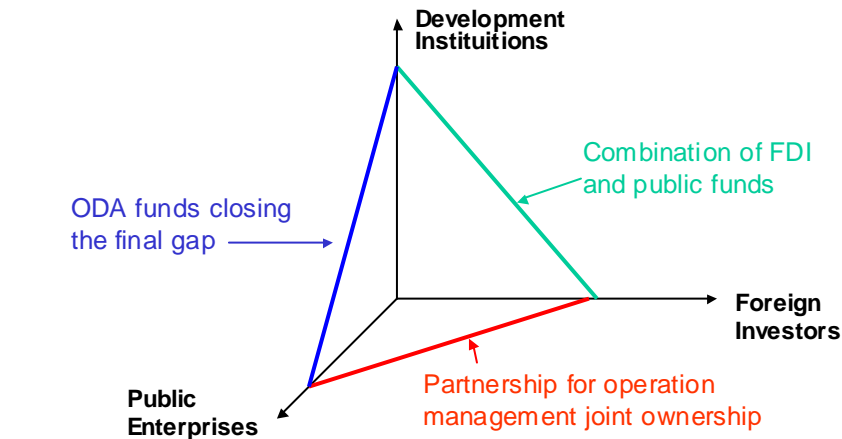 Development
Instituitions
Combination of FDI
and public funds
ODA funds closing
the final gap
Foreign
Investors
Partnership for operation
management joint ownership
Public
Enterprises